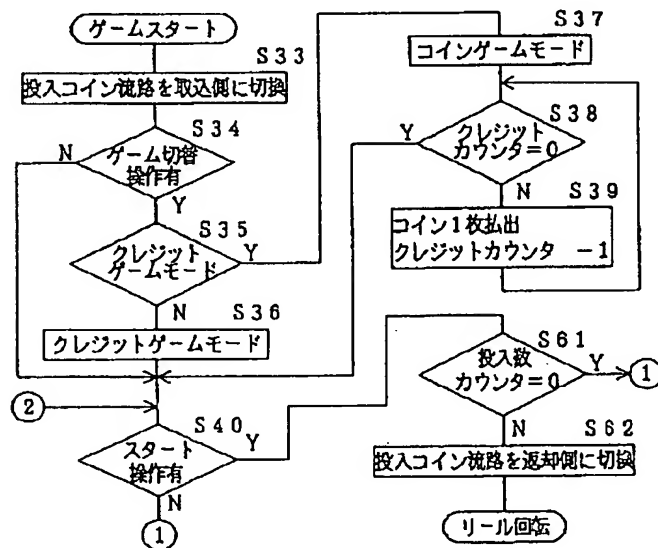 ゲームスタート
S33
投入コイン流路を取込側に切換
S34
N
ゲーム切替
操作有
Y
S35
クレジット
ゲームモード
Y
N
S36
クレジットゲームモード
②
S40
スタート
操作有
Y
N
①
S37
コインゲームモード
S38
Y
クレジット
カウンタ=0
N
S39
コイン1枚払出
クレジットカウンタ －1
S61
投入数
カウンタ=0
Y
①
N
S62
投入コイン流路を返却側に切換
リール回転